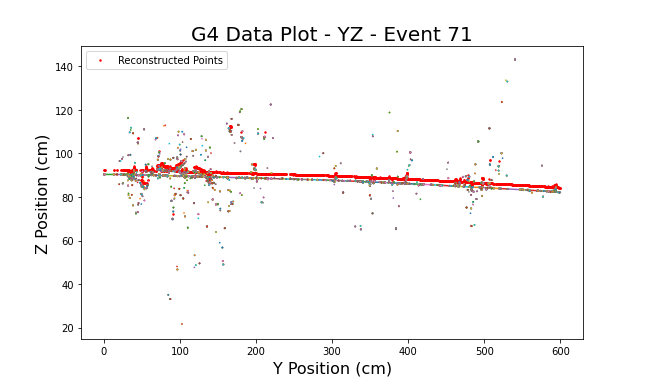 G4 Data Plot - YZ - Event 71
Reconstructed Points
Z Position (cm)
140
120
100
80
60
40
20
0 100 200 300 400 500 600
Y Position (cm)